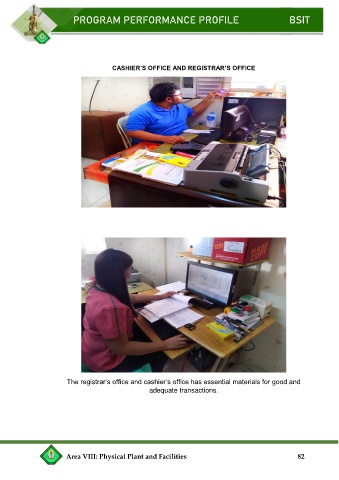 PROGRAM PERFORMANCE PROFILE BSIT
CASHIER'S OFFICE AND REGISTRAR'S OFFICE
The registrar's office and cashier's office has essential materials for good and
adequate transactions.
Area VIII: Physical Plant and Facilities 82